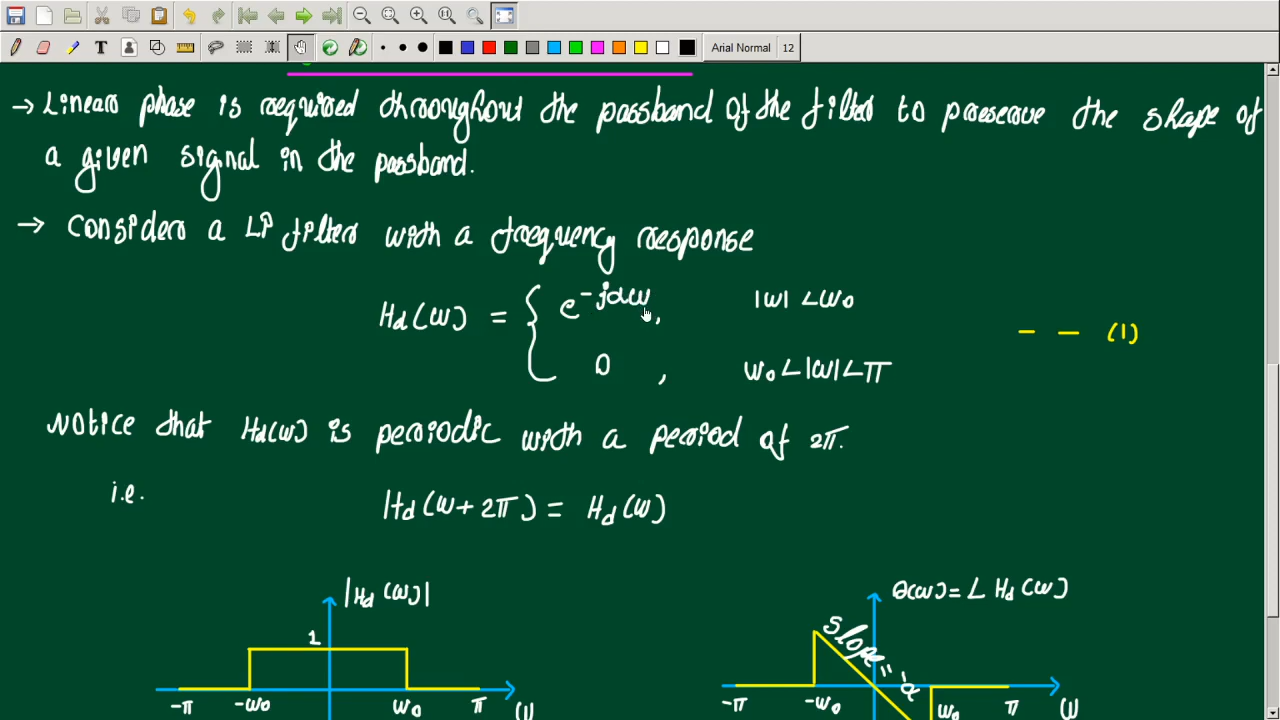 Arial Normal 12
→ Linear phase is required throughout the passband of the filter to preserve the shape of
a given signal in the passband.
→ Consider a LP filter with a frequency response
Hd(ω) = { e^-jαω, |ω| < ω0
0 , ω0 < |ω| < π
- - (1)
Notice that Hd(ω) is periodic with a period of 2π.
i.e. Hd(ω + 2π) = Hd(ω)
|Hd(ω)| θ(ω) = ∠ Hd(ω)
1 slope = -α
-π -ω0 ω0 π ω -π -ω0 ω0 π ω